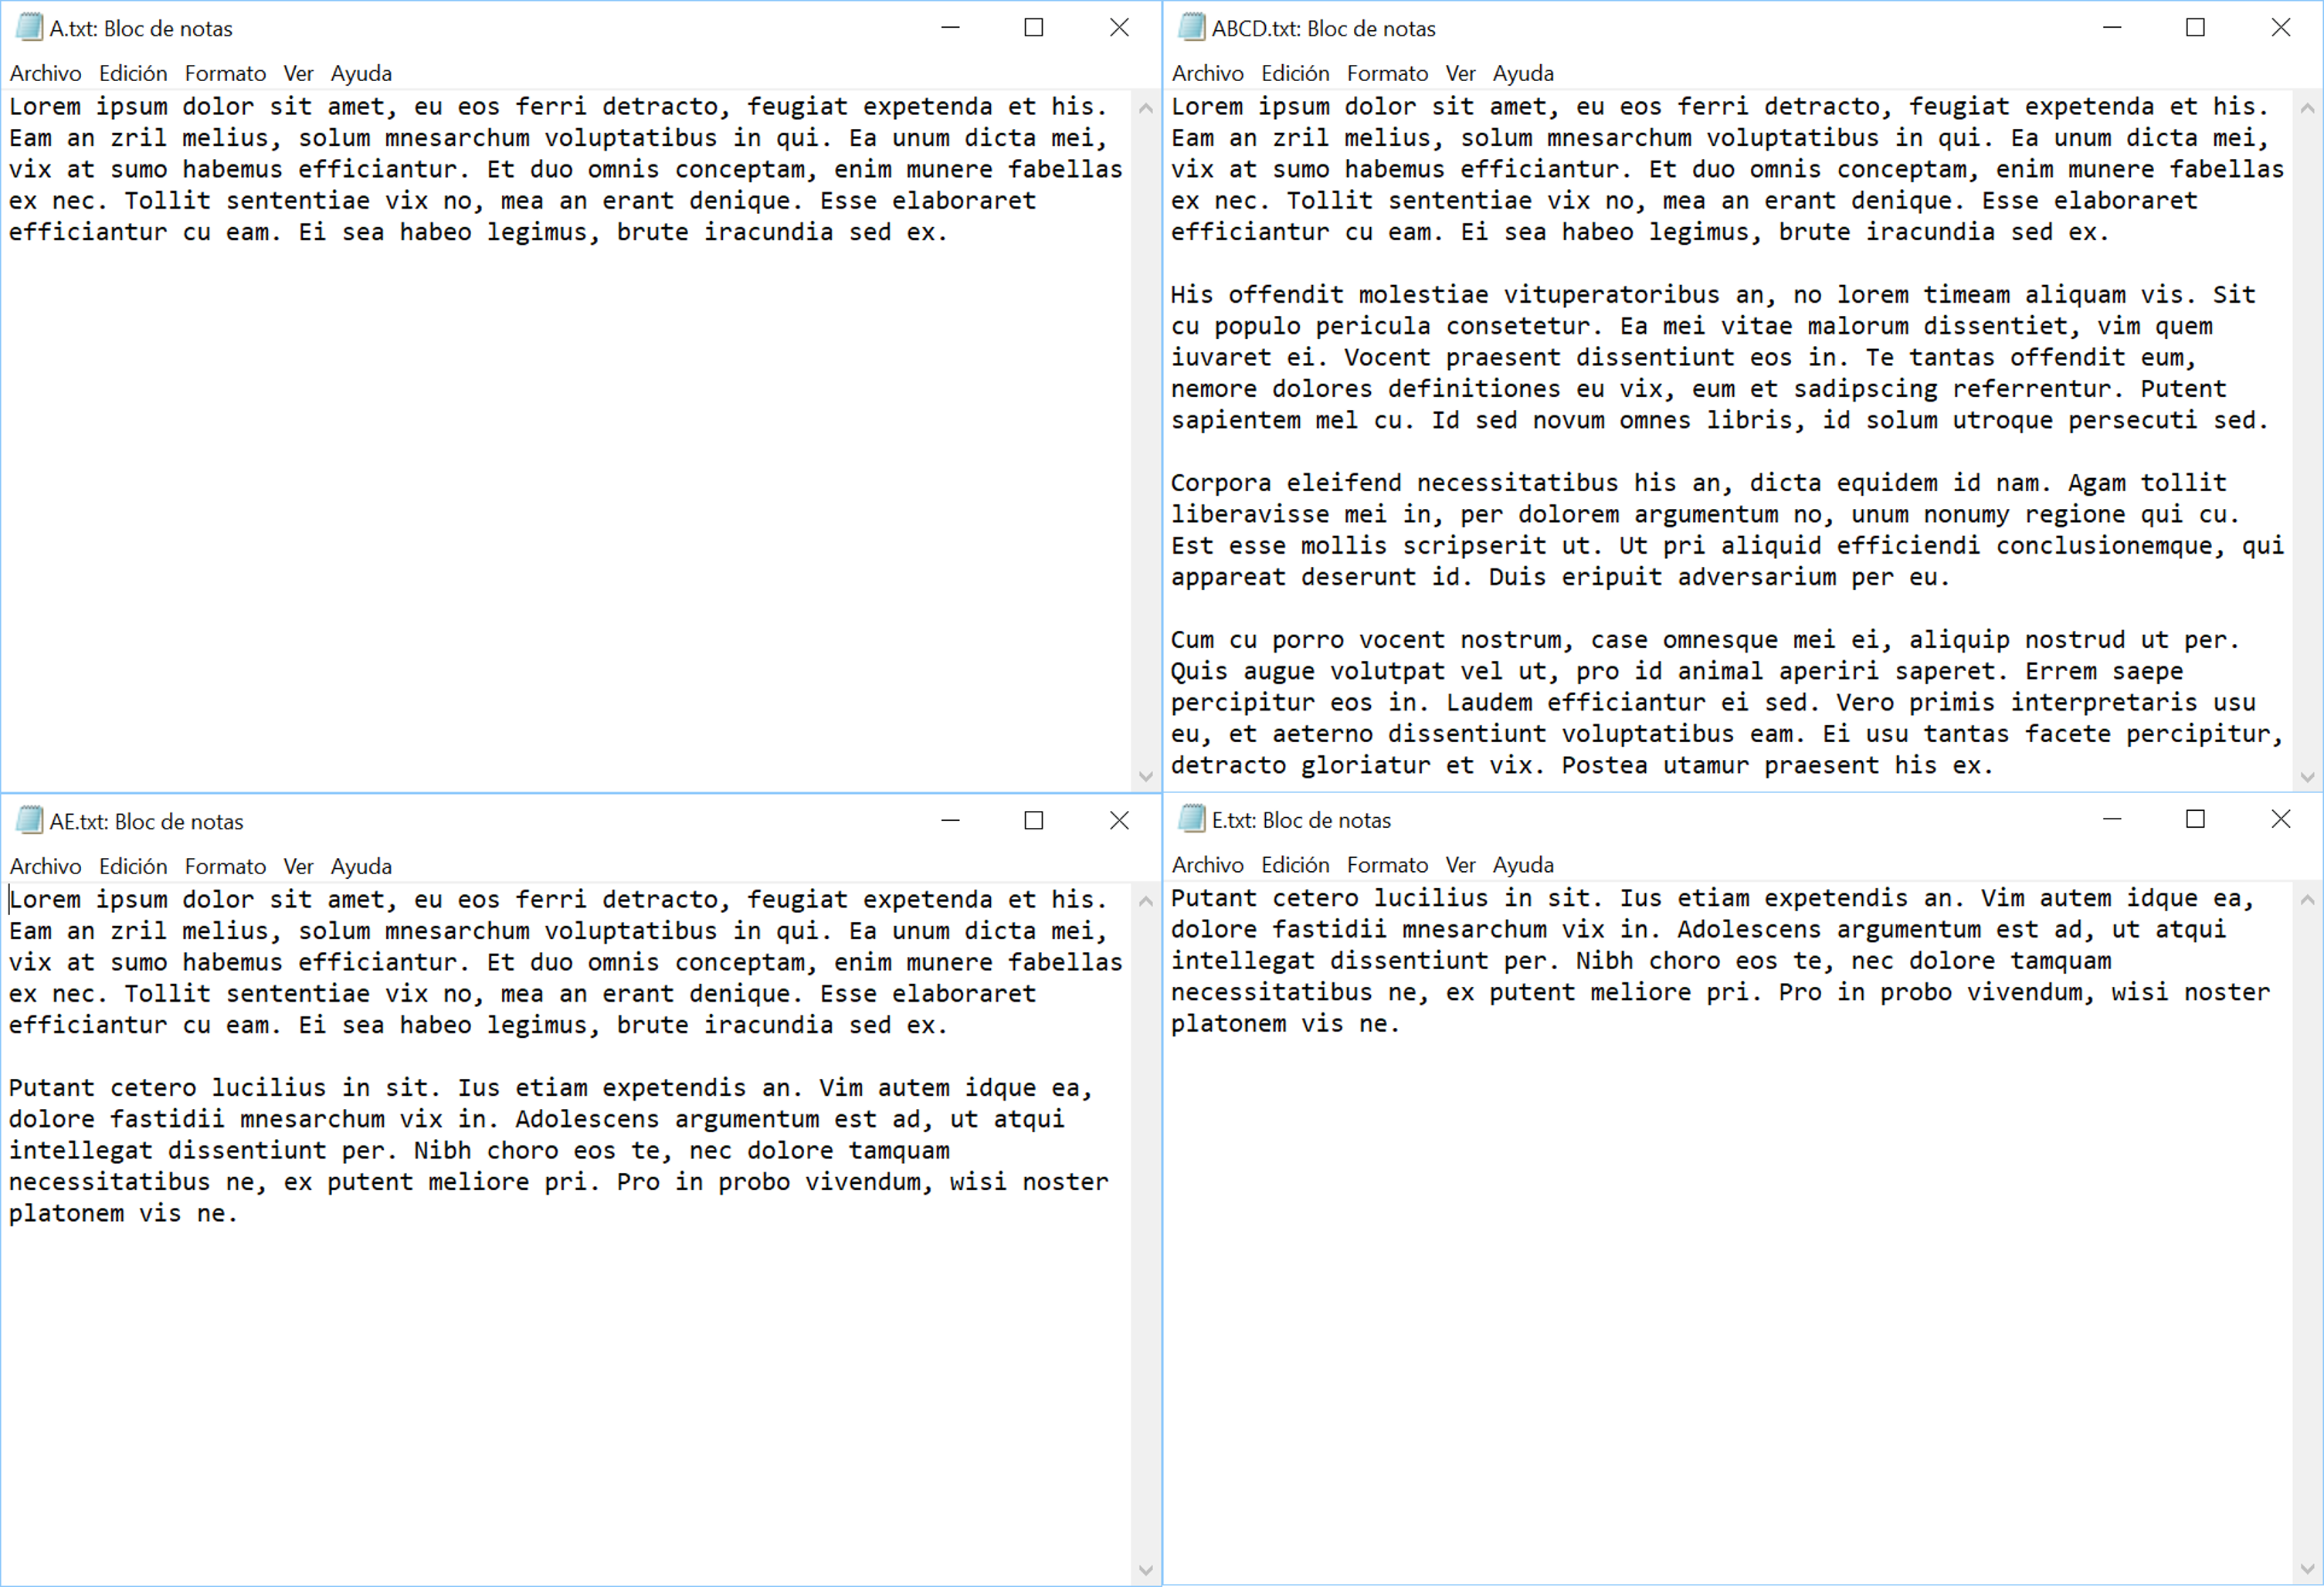 A.txt: Bloc de notas
Archivo Edición Formato Ver Ayuda
Lorem ipsum dolor sit amet, eu eos ferri detracto, feugiat expetenda et his.
Eam an zril melius, solum mnesarchum voluptatibus in qui. Ea unum dicta mei,
vix at sumo habemus efficiantur. Et duo omnis conceptam, enim munere fabellas
ex nec. Tollit sententiae vix no, mea an erant denique. Esse elaboraret
efficiantur cu eam. Ei sea habeo legimus, brute iracundia sed ex.
ABCD.txt: Bloc de notas
Archivo Edición Formato Ver Ayuda
Lorem ipsum dolor sit amet, eu eos ferri detracto, feugiat expetenda et his.
Eam an zril melius, solum mnesarchum voluptatibus in qui. Ea unum dicta mei,
vix at sumo habemus efficiantur. Et duo omnis conceptam, enim munere fabellas
ex nec. Tollit sententiae vix no, mea an erant denique. Esse elaboraret
efficiantur cu eam. Ei sea habeo legimus, brute iracundia sed ex.
His offendit molestiae vituperatoribus an, no lorem timeam aliquam vis. Sit
cu populo pericula consetetur. Ea mei vitae malorum dissentiet, vim quem
iuvaret ei. Vocent praesent dissentiunt eos in. Te tantas offendit eum,
nemore dolores definitiones eu vix, eum et sadipscing referrentur. Putent
sapientem mel cu. Id sed novum omnes libris, id solum utroque persecuti sed.
Corpora eleifend necessitatibus his an, dicta equidem id nam. Agam tollit
liberavisse mei in, per dolorem argumentum no, unum nonumy regione qui cu.
Est esse mollis scripserit ut. Ut pri aliquid efficiendi conclusionemque, qui
appareat deserunt id. Duis eripuit adversarium per eu.
Cum cu porro vocent nostrum, case omnesque mei ei, aliquip nostrud ut per.
Quis augue volutpat vel ut, pro id animal aperiri saperet. Errem saepe
percipitur eos in. Laudem efficiantur ei sed. Vero primis interpretaris usu
eu, et aeterno dissentiunt voluptatibus eam. Ei usu tantas facete percipitur,
detracto gloriatur et vix. Postea utamur praesent his ex.
AE.txt: Bloc de notas
Archivo Edición Formato Ver Ayuda
Lorem ipsum dolor sit amet, eu eos ferri detracto, feugiat expetenda et his.
Eam an zril melius, solum mnesarchum voluptatibus in qui. Ea unum dicta mei,
vix at sumo habemus efficiantur. Et duo omnis conceptam, enim munere fabellas
ex nec. Tollit sententiae vix no, mea an erant denique. Esse elaboraret
efficiantur cu eam. Ei sea habeo legimus, brute iracundia sed ex.
Putant cetero lucilius in sit. Ius etiam expetendis an. Vim autem idque ea,
dolore fastidii mnesarchum vix in. Adolescens argumentum est ad, ut atqui
intellegat dissentiunt per. Nibh choro eos te, nec dolore tamquam
necessitatibus ne, ex putent meliore pri. Pro in probo vivendum, wisi noster
platonem vis ne.
E.txt: Bloc de notas
Archivo Edición Formato Ver Ayuda
Putant cetero lucilius in sit. Ius etiam expetendis an. Vim autem idque ea,
dolore fastidii mnesarchum vix in. Adolescens argumentum est ad, ut atqui
intellegat dissentiunt per. Nibh choro eos te, nec dolore tamquam
necessitatibus ne, ex putent meliore pri. Pro in probo vivendum, wisi noster
platonem vis ne.